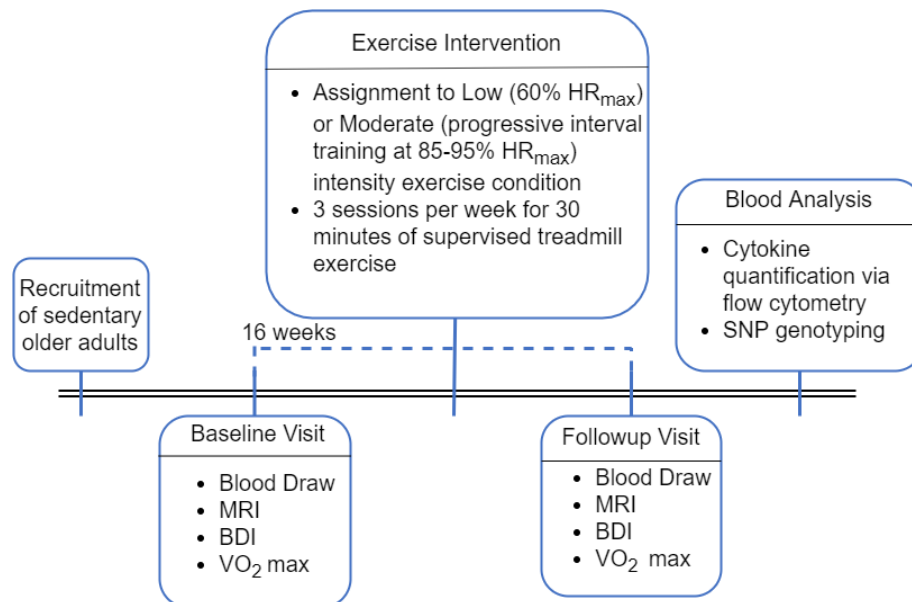 Recruitment
of sedentary
older adults
16 weeks
Baseline Visit
• Blood Draw
• MRI
• BDI
• VO₂ max
Exercise Intervention
• Assignment to Low (60% HRₘₐₓ)
or Moderate (progressive interval
training at 85-95% HRₘₐₓ)
intensity exercise condition
• 3 sessions per week for 30
minutes of supervised treadmill
exercise
Followup Visit
• Blood Draw
• MRI
• BDI
• VO₂ max
Blood Analysis
• Cytokine
quantification via
flow cytometry
• SNP genotyping